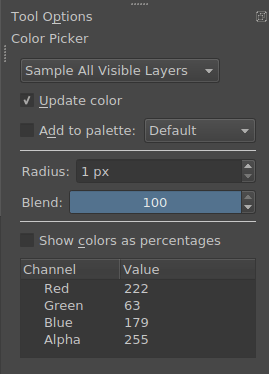 Tool Options
Color Picker
Sample All Visible Layers
Update color
Add to palette: Default
Radius: 1 px
Blend: 100
Show colors as percentages
Channel Value
Red 222
Green 63
Blue 179
Alpha 255